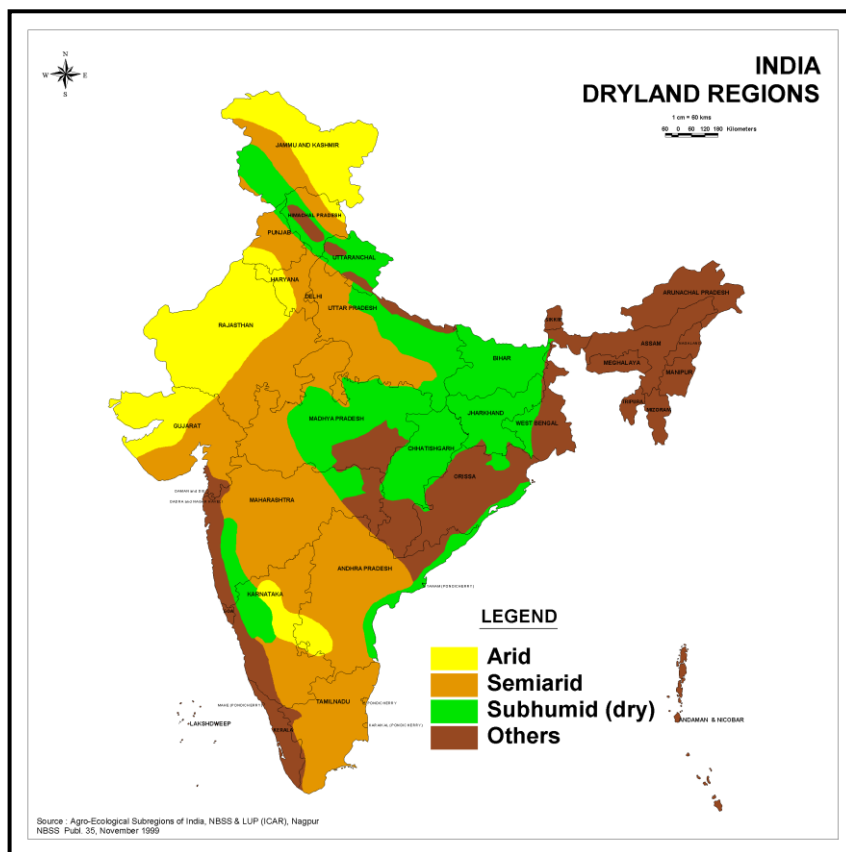 N
W E
S
INDIA
DRYLAND REGIONS
1 cm = 60 kms
60 0 60 120 180 Kilometers
JAMMU AND KASHMIR
HIMACHAL PRADESH
PUNJAB
UTTARANCHAL
HARYANA
DELHI
UTTAR PRADESH
RAJASTHAN
ARUNACHAL PRADESH
ASSAM
MEGHALAYA
MANIPUR
TRIPURA
MIZORAM
BIHAR
JHARKHAND
WEST BENGAL
GUJARAT
MADHYA PRADESH
CHHATISHGARH
ORISSA
MAHARASHTRA
ANDHRA PRADESH
KARNATAKA
TAMILNADU
LAKSHDWEEP
ANDAMAN & NICOBAR
LEGEND
Arid
Semiarid
Subhumid (dry)
Others
Source : Agro-Ecological Subregions of India, NBSS & LUP (ICAR), Nagpur
NBSS Publ. 35, November 1999